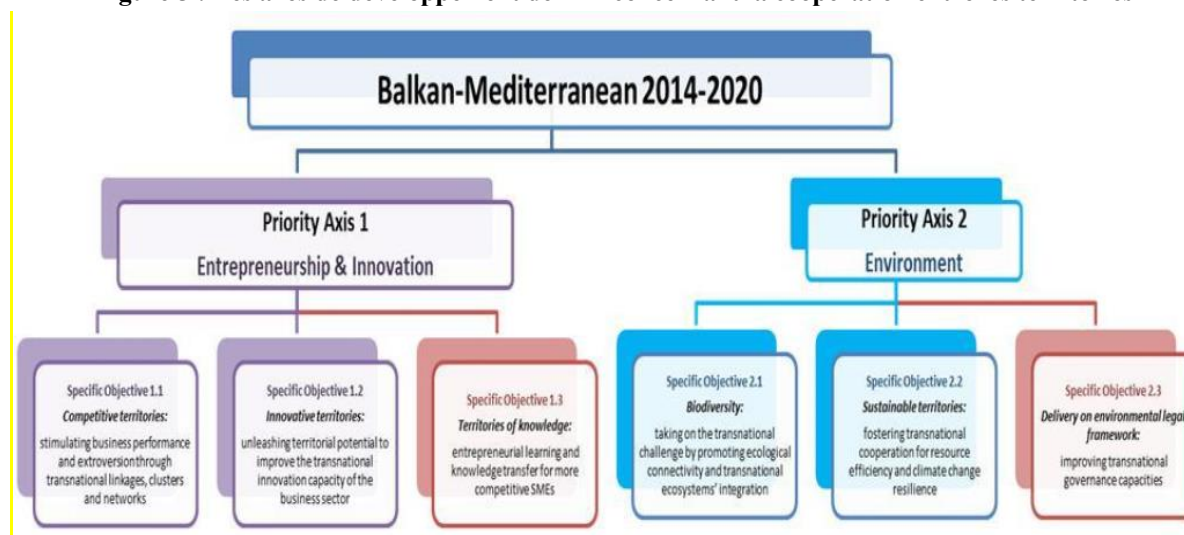 Balkan-Mediterranean 2014-2020
Priority Axis 1
Entrepreneurship & Innovation
Priority Axis 2
Environment
Specific Objective 1.1
Competitive territories:
stimulating business performance
and extroversion through
transnational linkages, clusters
and networks
Specific Objective 1.2
Innovative territories:
unleashing territorial potential to
improve the transnational
innovation capacity of the
business sector
Specific Objective 1.3
Territories of knowledge:
entrepreneurial learning and
knowledge transfer for more
competitive SMEs
Specific Objective 2.1
Biodiversity:
taking on the transnational
challenge by promoting ecological
connectivity and transnational
ecosystems' integration
Specific Objective 2.2
Sustainable territories:
fostering transnational
cooperation for resource
efficiency and climate change
resilience
Specific Objective 2.3
Delivery on environmental legal
framework:
improving transnational
governance capacities